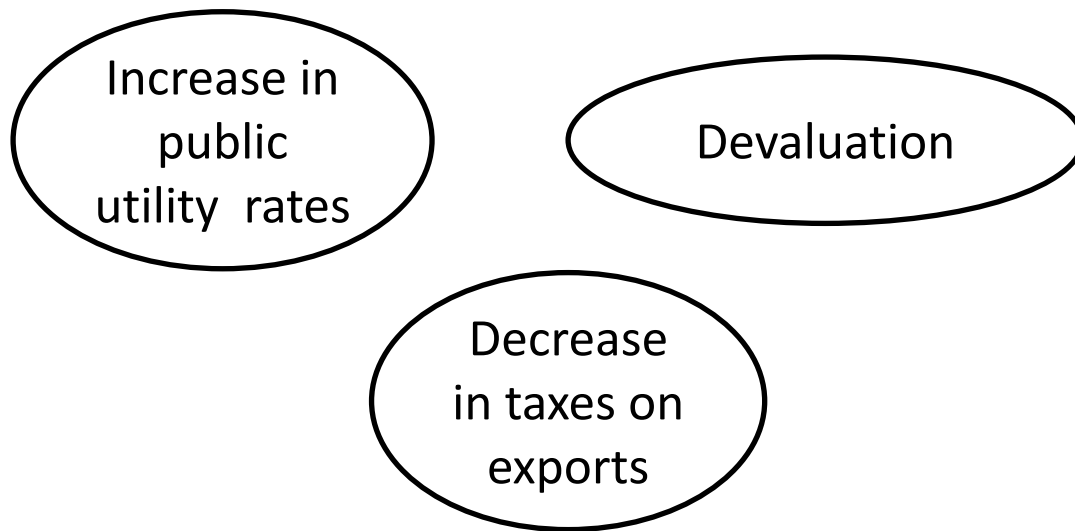 Increase in
public
utility rates
Devaluation
Decrease
in taxes on
exports